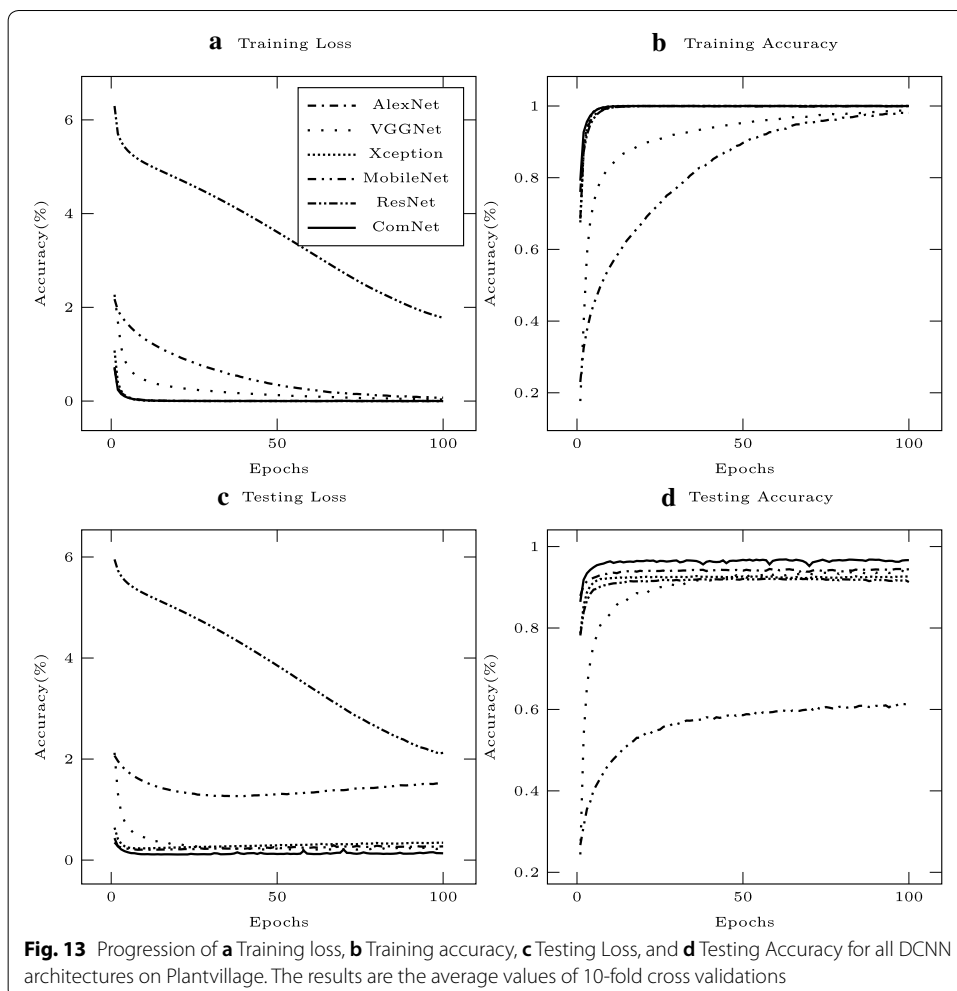 a Training Loss
b Training Accuracy
6
4
2
0
Accuracy(%)
0
50
100
Epochs
AlexNet
VGGNet
Xception
MobileNet
ResNet
ComNet
1
0.8
0.6
0.4
0.2
Accuracy(%)
0
50
100
Epochs
c Testing Loss
d Testing Accuracy
6
4
2
0
Accuracy(%)
0
50
100
Epochs
1
0.8
0.6
0.4
0.2
Accuracy(%)
0
50
100
Epochs
Fig. 13 Progression of a Training loss, b Training accuracy, c Testing Loss, and d Testing Accuracy for all DCNN
architectures on Plantvillage. The results are the average values of 10-fold cross validations